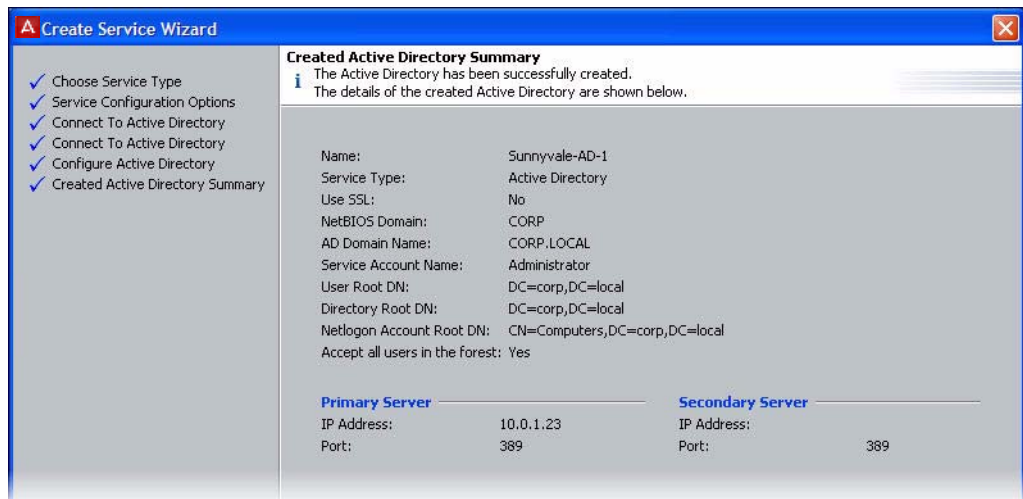 Create Service Wizard
Choose Service Type
Service Configuration Options
Connect To Active Directory
Connect To Active Directory
Configure Active Directory
Created Active Directory Summary
Created Active Directory Summary
The Active Directory has been successfully created.
The details of the created Active Directory are shown below.
Name: Sunnyvale-AD-1
Service Type: Active Directory
Use SSL: No
NetBIOS Domain: CORP
AD Domain Name: CORP.LOCAL
Service Account Name: Administrator
User Root DN: DC=corp,DC=local
Directory Root DN: DC=corp,DC=local
Netlogon Account Root DN: CN=Computers,DC=corp,DC=local
Accept all users in the forest: Yes
Primary Server Secondary Server
IP Address: 10.0.1.23 IP Address:
Port: 389 Port: 389